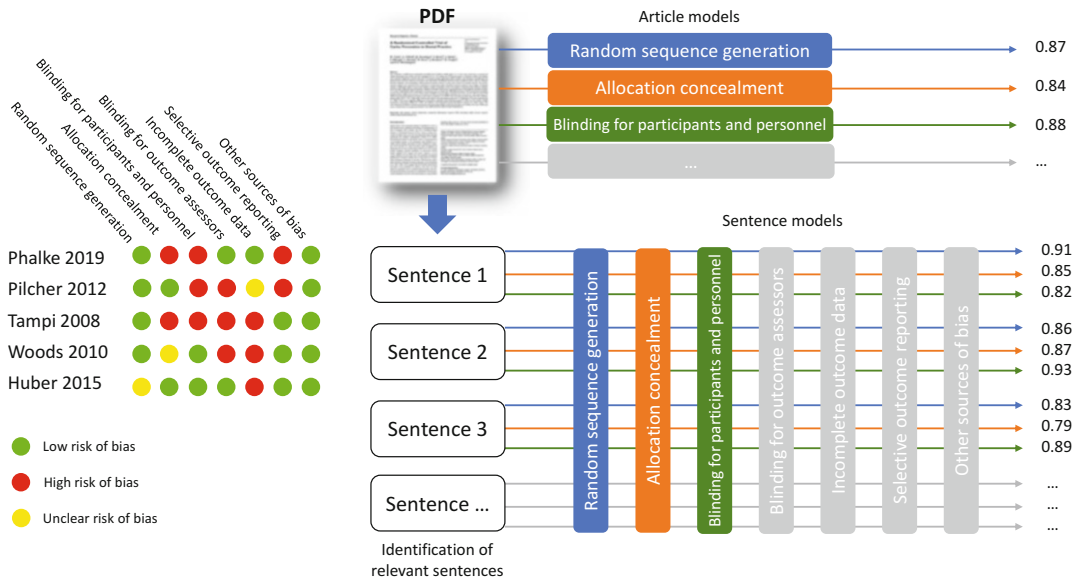 Random sequence generation
Allocation concealment
Blinding for participants and personnel
Blinding for outcome assessors
Incomplete outcome data
Selective outcome reporting
Other sources of bias
Phalke 2019
Pilcher 2012
Tampi 2008
Woods 2010
Huber 2015
Low risk of bias
High risk of bias
Unclear risk of bias
PDF
Article models
Random sequence generation
0.87
Allocation concealment
0.84
Blinding for participants and personnel
0.88
...
...
Sentence models
Sentence 1
Sentence 2
Sentence 3
Sentence ...
Identification of
relevant sentences
Random sequence generation
Allocation concealment
Blinding for participants and personnel
Blinding for outcome assessors
Incomplete outcome data
Selective outcome reporting
Other sources of bias
0.91
0.85
0.82
0.86
0.87
0.93
0.83
0.79
0.89
...
...
...